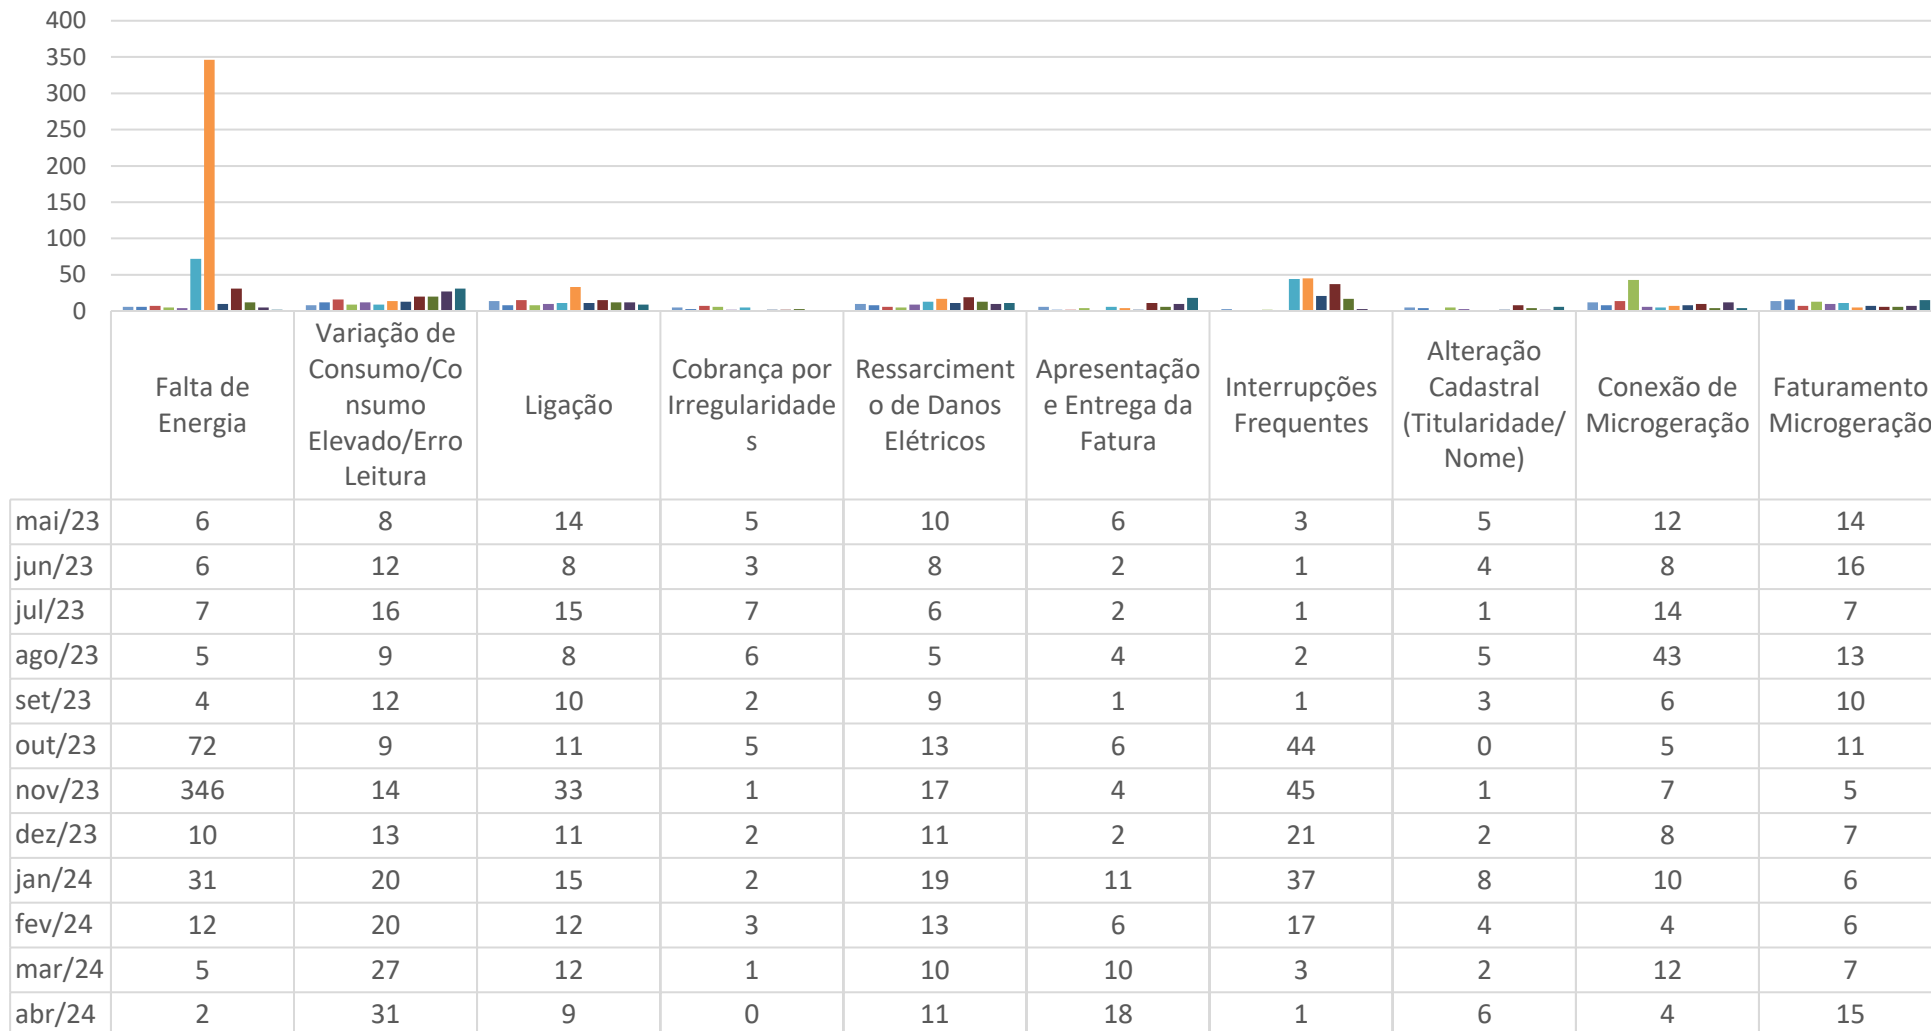 400
350
300
250
200
150
100
50
0
Falta de
Energia
Variação de
Consumo/Co
nsumo
Elevado/Erro
Leitura
Ligação
Cobrança por
Irregularidade
s
Ressarciment
o de Danos
Elétricos
Apresentação
e Entrega da
Fatura
Interrupções
Frequentes
Alteração
Cadastral
(Titularidade/
Nome)
Conexão de
Microgeração
Faturamento
Microgeração
mai/23 6 8 14 5 10 6 3 5 12 14
jun/23 6 12 8 3 8 2 1 4 8 16
jul/23 7 16 15 7 6 2 1 1 14 7
ago/23 5 9 8 6 5 4 2 5 43 13
set/23 4 12 10 2 9 1 1 3 6 10
out/23 72 9 11 5 13 6 44 0 5 11
nov/23 346 14 33 1 17 4 45 1 7 5
dez/23 10 13 11 2 11 2 21 2 8 7
jan/24 31 20 15 2 19 11 37 8 10 6
fev/24 12 20 12 3 13 6 17 4 4 6
mar/24 5 27 12 1 10 10 3 2 12 7
abr/24 2 31 9 0 11 18 1 6 4 15